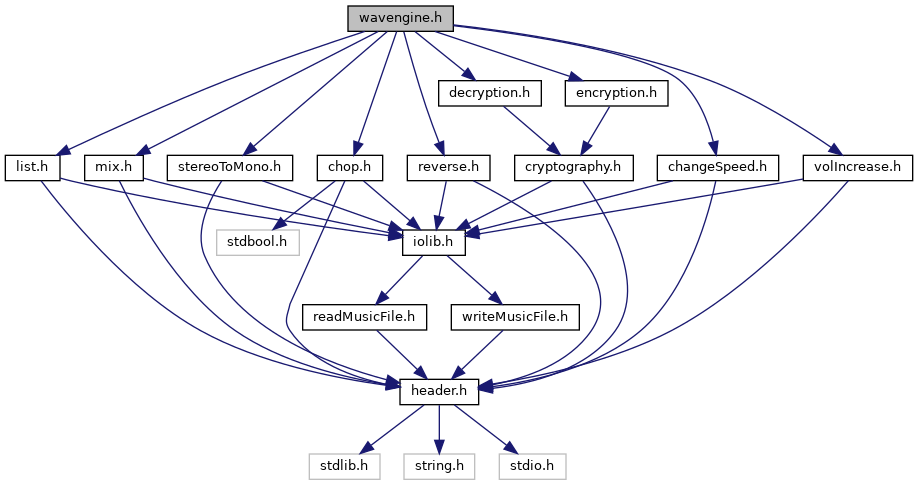 wavengine.h
decryption.h
encryption.h
list.h
mix.h
stereoToMono.h
chop.h
reverse.h
cryptography.h
changeSpeed.h
volIncrease.h
stdbool.h
iolib.h
readMusicFile.h
writeMusicFile.h
header.h
stdlib.h
string.h
stdio.h